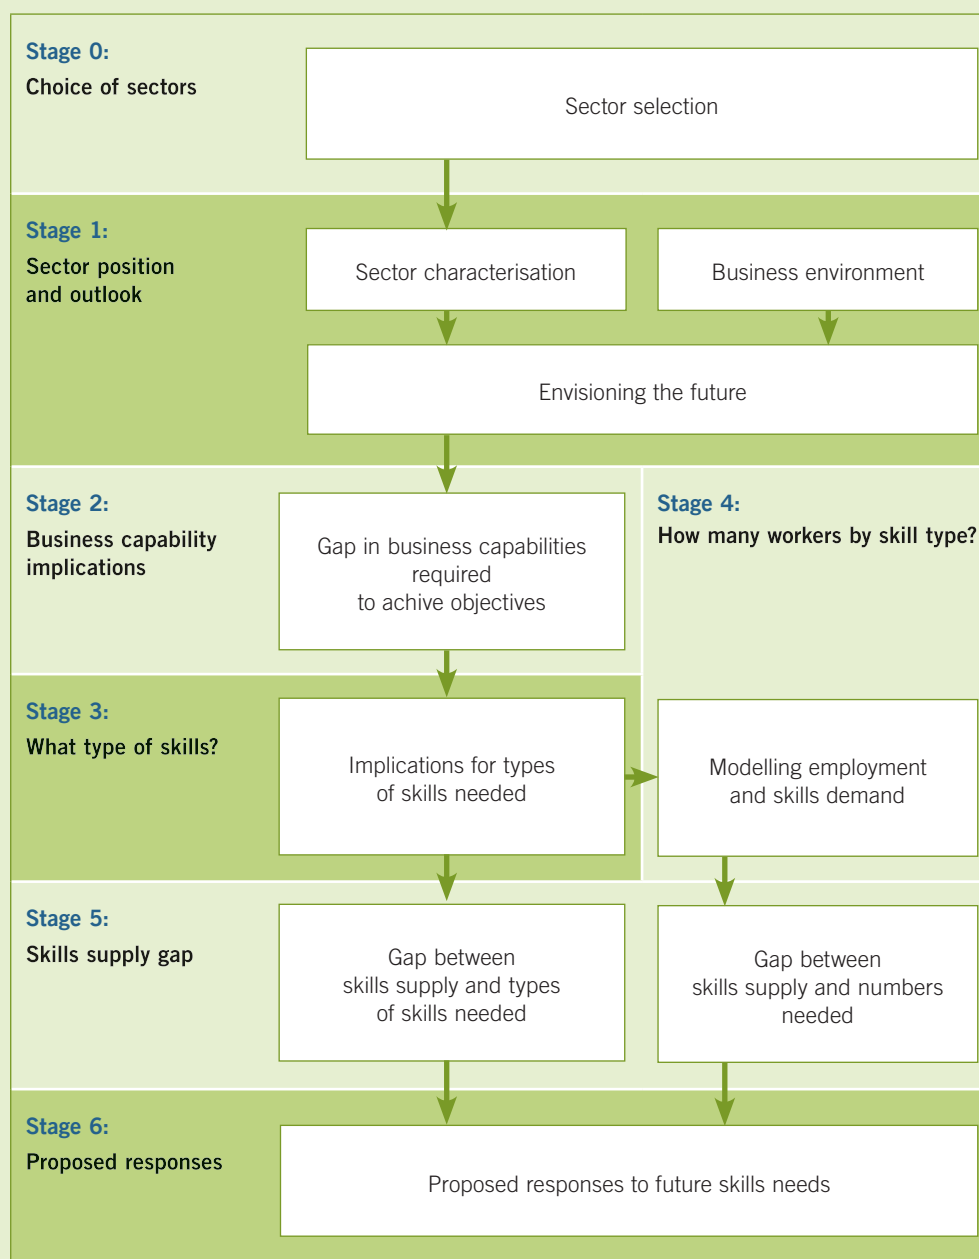 Stage 0:
Choice of sectors
Sector selection
Stage 1:
Sector position
and outlook
Sector characterisation
Business environment
Envisioning the future
Stage 2:
Business capability
implications
Gap in business capabilities
required
to achive objectives
Stage 4:
How many workers by skill type?
Stage 3:
What type of skills?
Implications for types
of skills needed
Modelling employment
and skills demand
Stage 5:
Skills supply gap
Gap between
skills supply and types
of skills needed
Gap between
skills supply and numbers
needed
Stage 6:
Proposed responses
Proposed responses to future skills needs